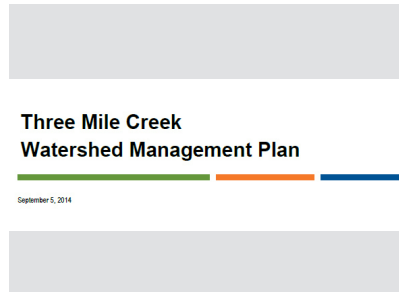 Three Mile Creek
Watershed Management Plan
September 5, 2014